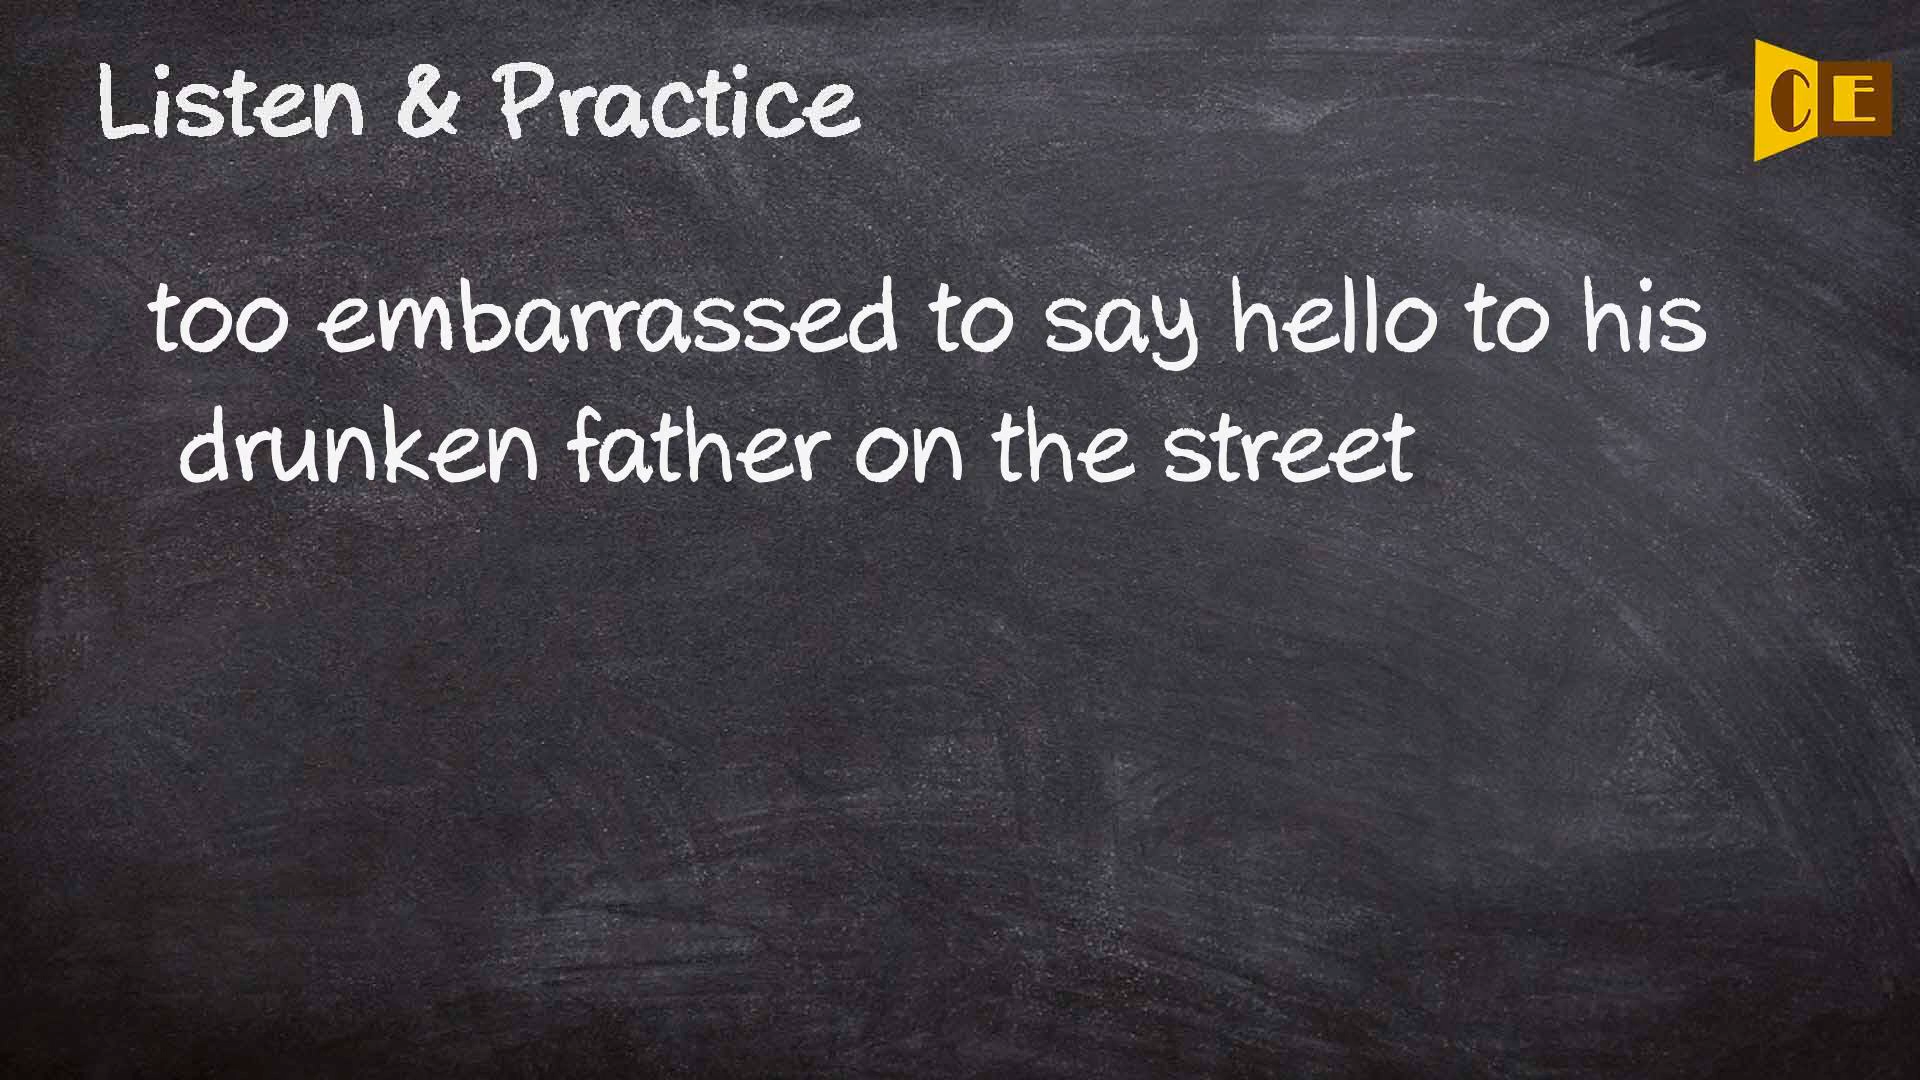 Listen & Practice
CE
too embarrassed to say hello to his
drunken father on the street